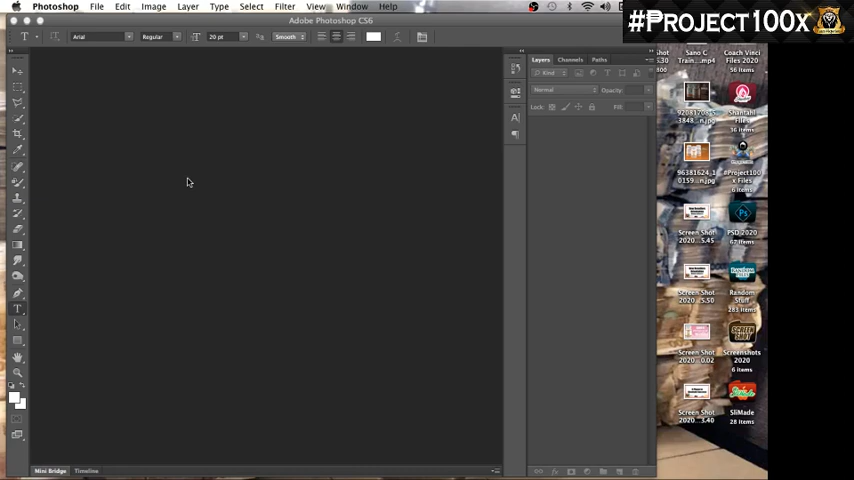 Photoshop File Edit Image Layer Type Select Filter View Window Help
#PROJECT100X
Adobe Photoshop CS6
Arial Regular 20 pt Smooth
Layers Channels Paths
Kind
Normal Opacity:
Lock: Fill:
Sano C
Train....mp4
Coach Vinci
Files 2020
56 items
Shantahl
Files
36 items
#Project100
x Files
6 items
Screen Shot
2020...5.45
PSD 2020
67 items
Screen Shot
2020...5.50
Random
Stuff
283 items
Screen Shot
2020...0.02
Screenshots
2020
6 items
Screen Shot
2020...3.40
SliMade
28 items
Mini Bridge Timeline